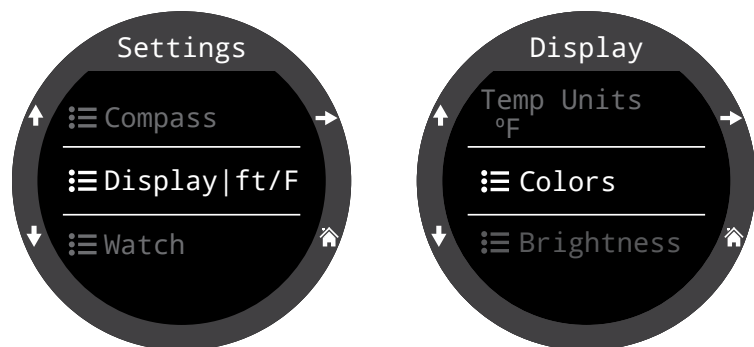 Settings
Compass
Display|ft/F
Watch
Display
Temp Units
ºF
Colors
Brightness